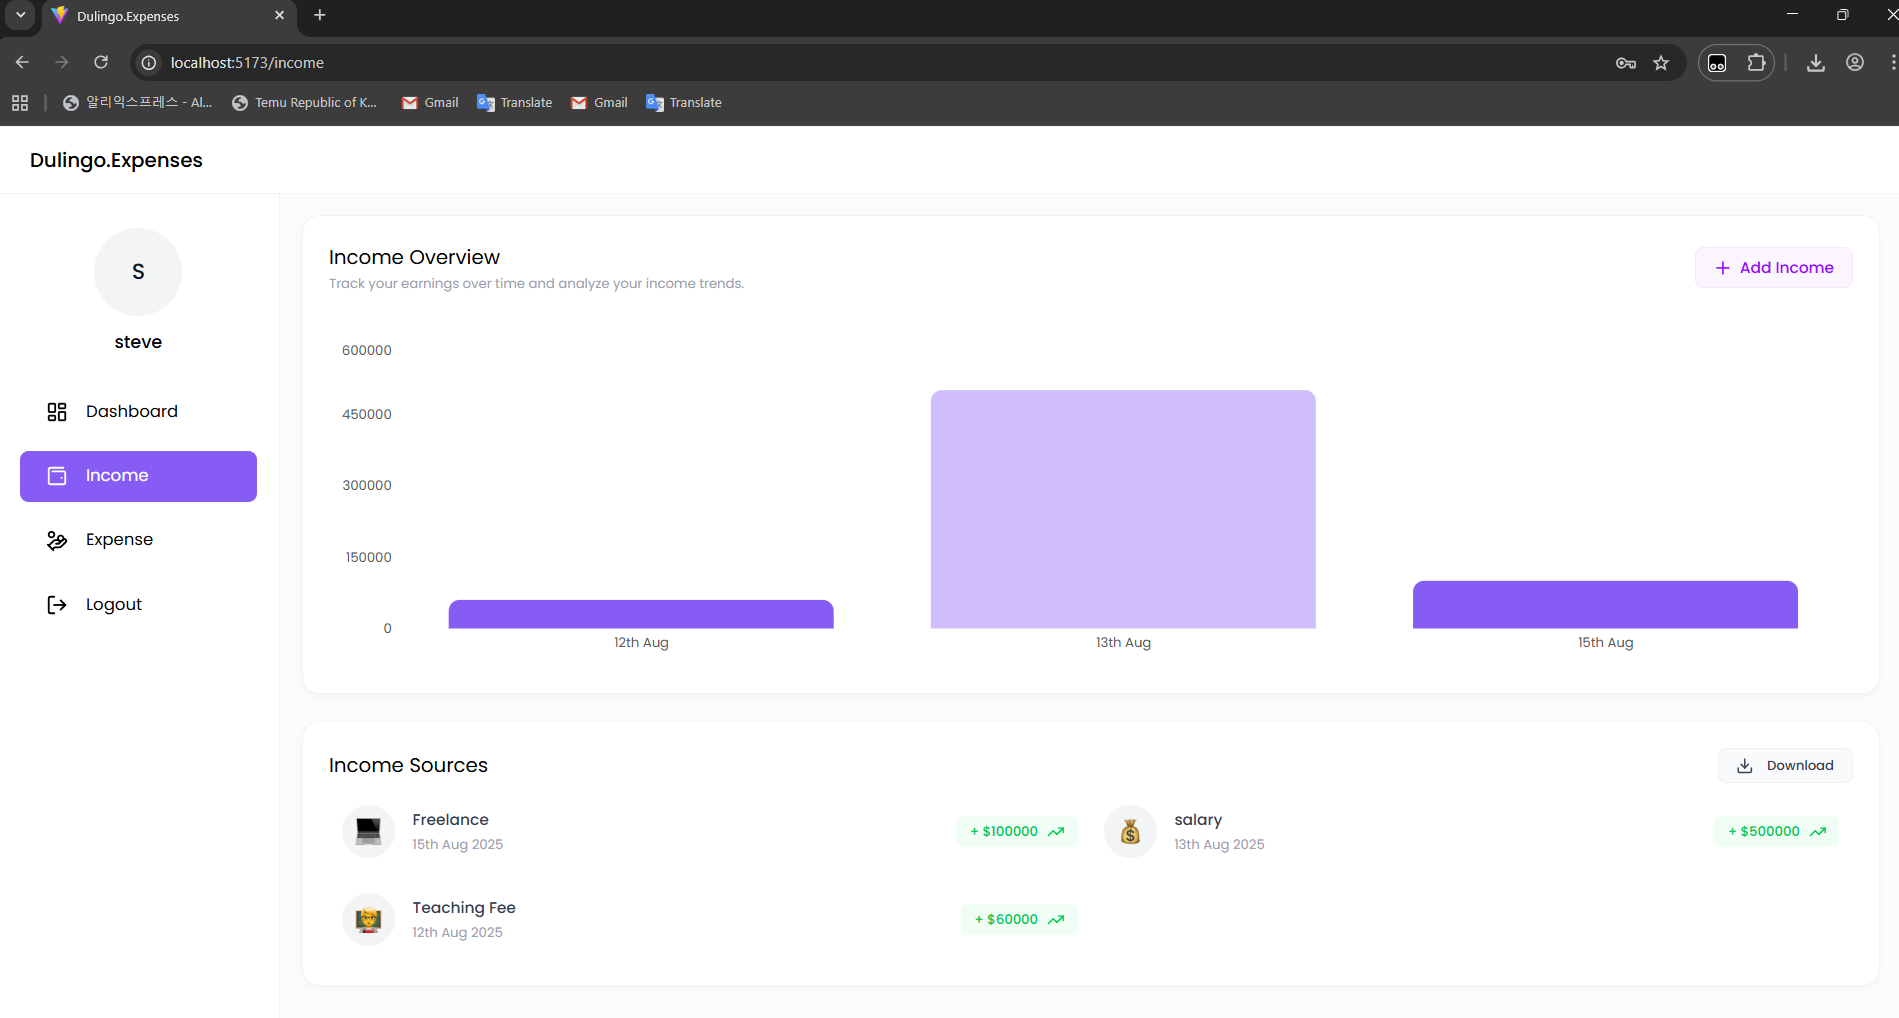 Dulingo.Expenses
localhost:5173/income
알리익스프레스 - Al...
Temu Republic of K...
Gmail
Translate
Gmail
Translate
Dulingo.Expenses
S
steve
Dashboard
Income
Expense
Logout
Income Overview
Track your earnings over time and analyze your income trends.
+ Add Income
600000
450000
300000
150000
0
12th Aug
13th Aug
15th Aug
Income Sources
Download
Freelance
15th Aug 2025
+ $100000
salary
13th Aug 2025
+ $500000
Teaching Fee
12th Aug 2025
+ $60000